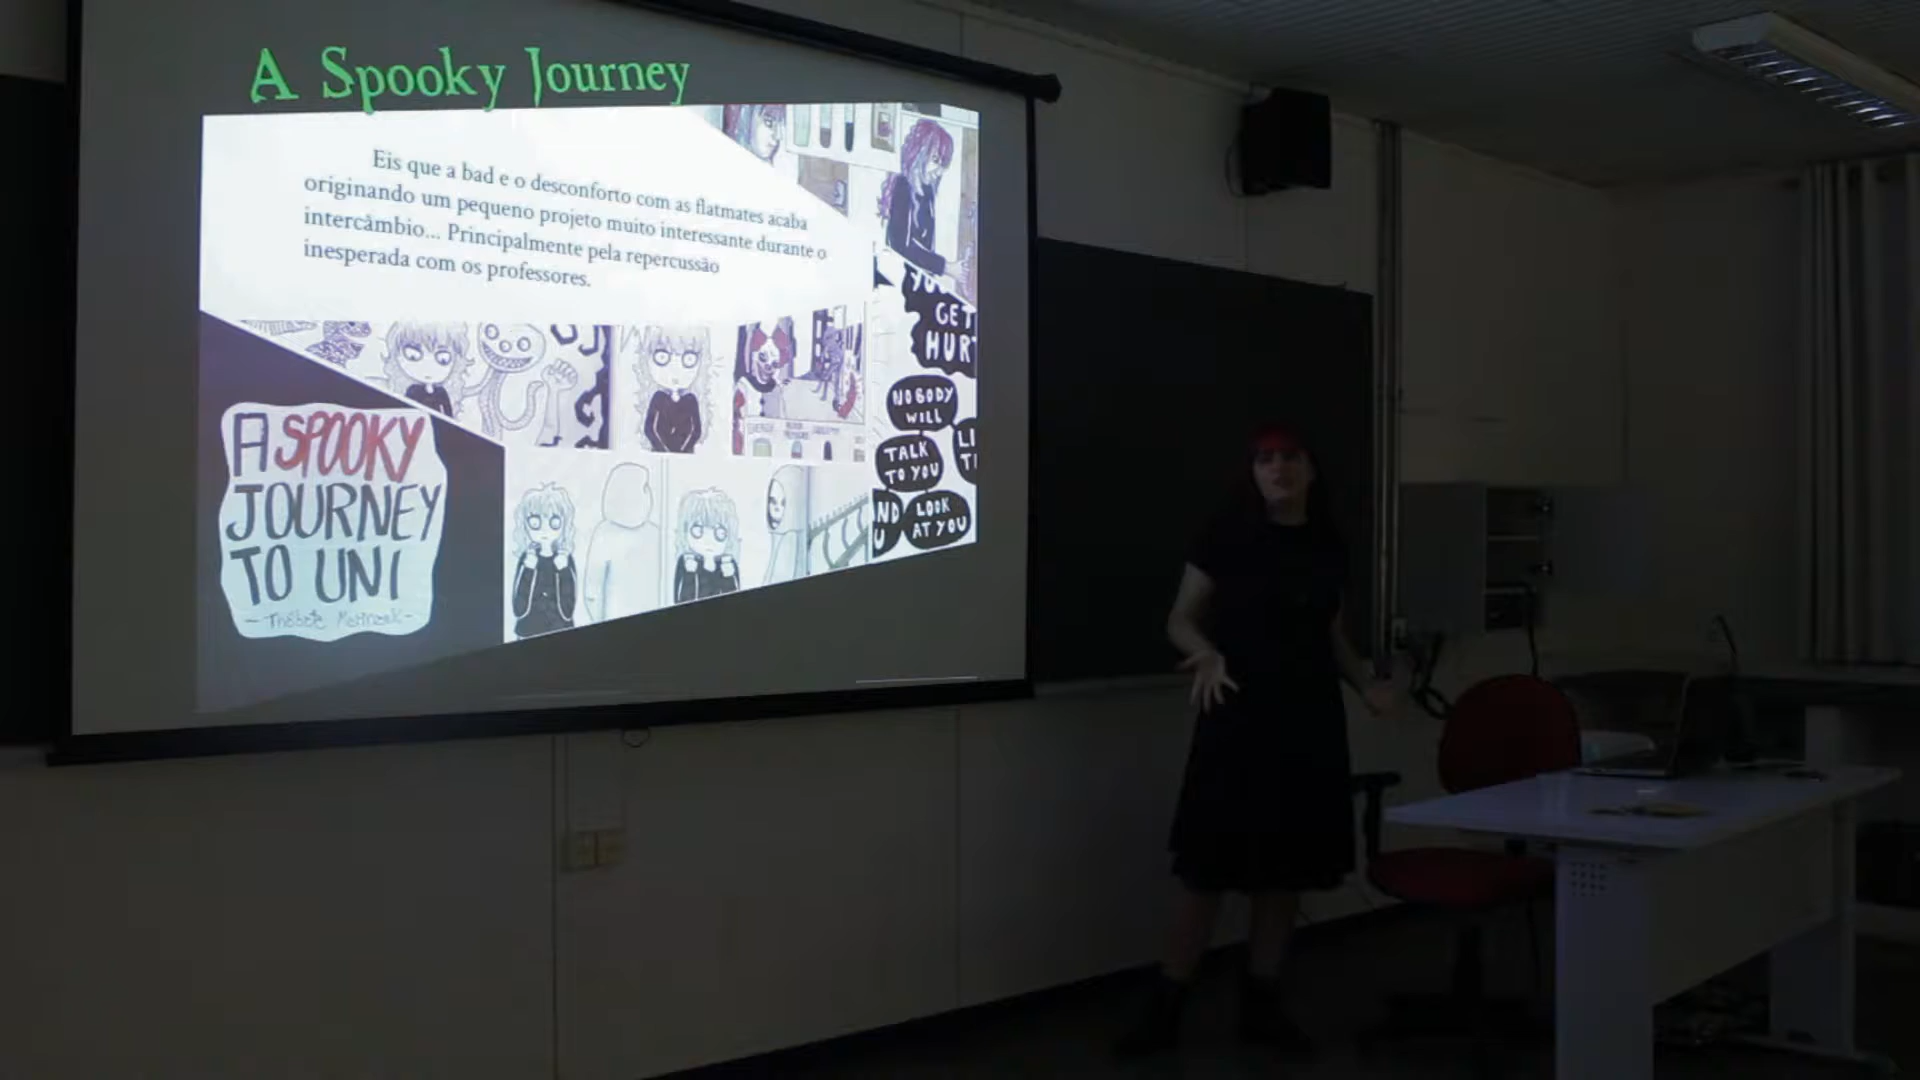 A Spooky Journey
Eis que a bad e o desconforto com as flatmates acaba
originando um pequeno projeto muito interessante durante o
intercâmbio... Principalmente pela repercussão
inesperada com os professores.
GET
HURT
NOBODY
WILL
TALK
TO YOU
LOOK
AT YOU
A SPOOKY
JOURNEY
TO UNI